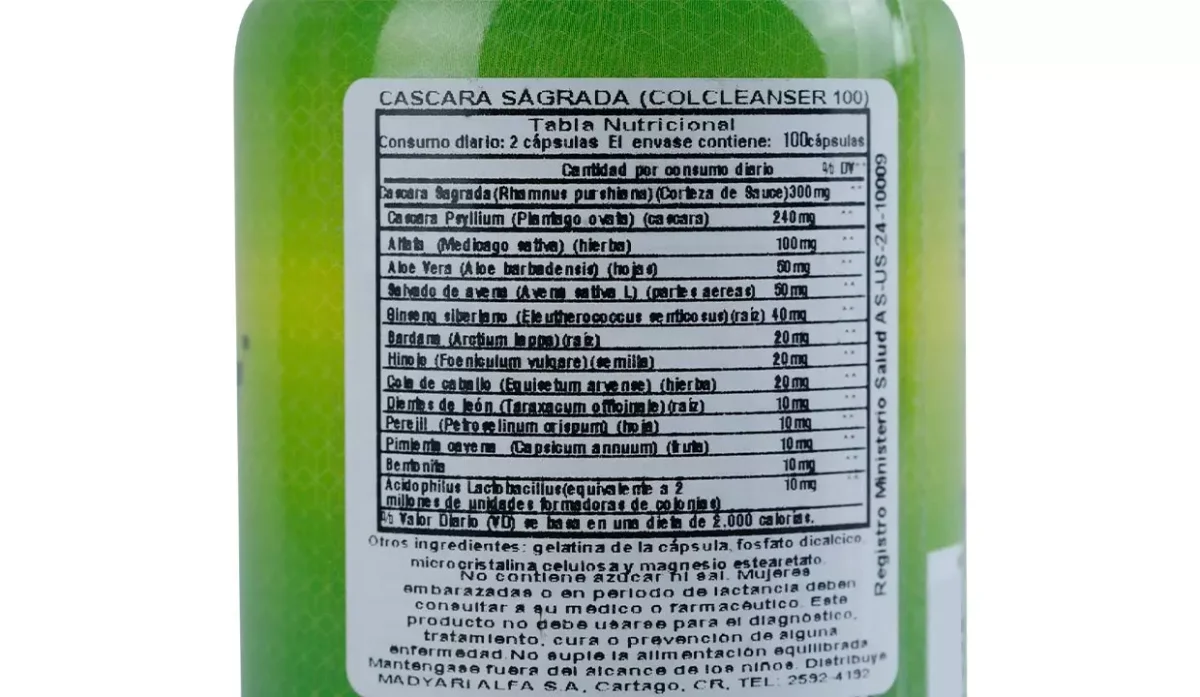 CASCARA SAGRADA (COLCLEANSER 100)
Tabla Nutricional
Consumo diario: 2 cápsulas El envase contiene: 100cápsulas
Cantidad por consumo diario % DV**
Cascara Sagrada(Rhamnus purshiana)(Corteza de Sauce)300mg **
Cascara Psyllium (Plantago ovata) (cascara) 240mg **
Alfalfa (Medicago sativa) (hierba) 100mg **
Aloe Vera (Aloe barbadensis) (hojas) 50mg **
Salvado de avena (Avena sativa L) (partes aereas) 50mg **
Ginseng siberiano (Eleutherococcus senticosus)(raíz) 40mg **
Bardana (Arctium lappa)(raíz) 20mg **
Hinojo (Foeniculum vulgare)(semilla) 20mg **
Cola de caballo (Equisetum arvense) (hierba) 20mg **
Dientes de león (Taraxacum officinale)(raíz) 10mg **
Perejil (Petroselinum crispum) (hoja) 10mg **
Pimienta cayena (Capsicum annuum) (fruta) 10mg **
Bentonita 10mg **
Acidophilus Lactobacillus(equivalente a 2 10mg **
millones de unidades formadoras de colonias)
% Valor Diario (VD) se basa en una dieta de 2,000 calorías.
Otros ingredientes: gelatina de la cápsula, fosfato dicalcico,
microcristalina celulosa y magnesio estearetato.
No contiene azúcar ni sal. Mujeres
embarazadas o en periodo de lactancia deben
consultar a su médico o farmacéutico. Este
producto no debe usarse para el diagnóstico,
tratamiento, cura o prevención de alguna
enfermedad.No suple la alimentación equilibrada
Mantengase fuera del alcance de los niños. Distribuye
MADYARI ALFA S.A, Cartago, CR, TEL: 2592-4192
Registro Ministerio Salud AS-US-24-10009